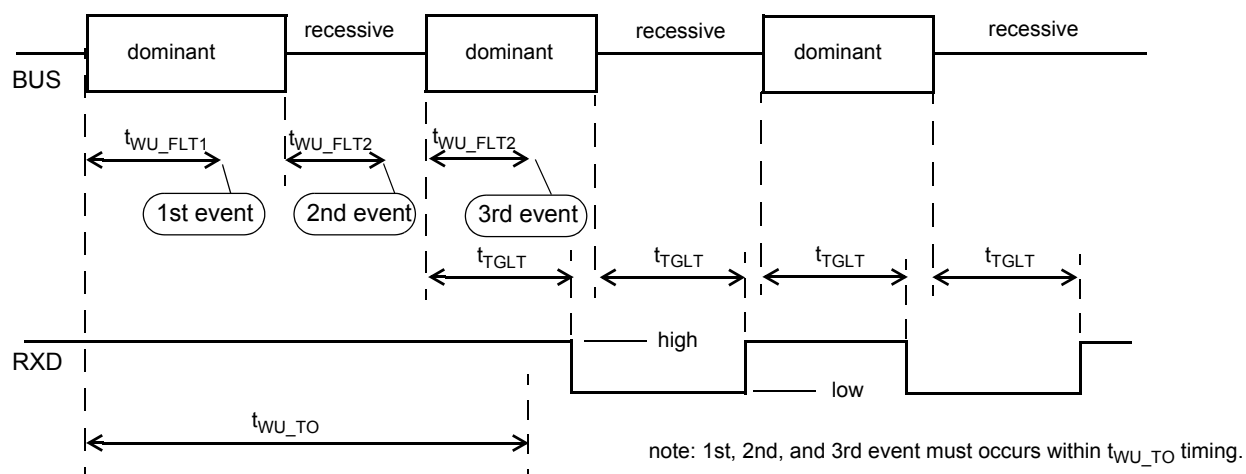 recessive
recessive
recessive
dominant
dominant
dominant
BUS
tWU_FLT1
tWU_FLT2
tWU_FLT2
1st event
2nd event
3rd event
tTGLT
tTGLT
tTGLT
tTGLT
high
RXD
low
tWU_TO
note: 1st, 2nd, and 3rd event must occurs within tWU_TO timing.